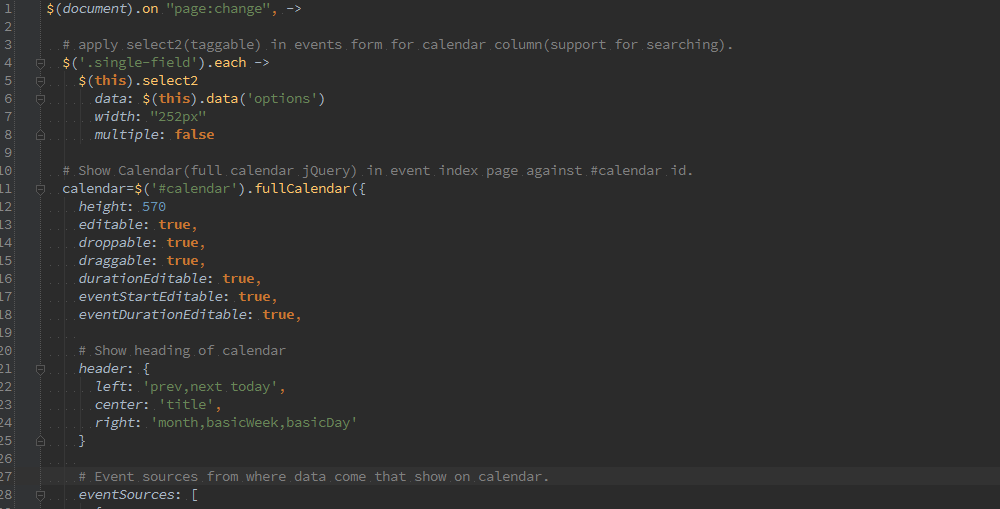 1 $(document).on "page:change", ->
2
3 # apply select2(taggable) in events form for calendar column(support for searching).
4 $('.single-field').each ->
5 $(this).select2
6 data: $(this).data('options')
7 width: "252px"
8 multiple: false
9
10 # Show Calendar(full calendar jQuery) in event index page against #calendar id.
11 calendar=$('#calendar').fullCalendar({
12 height: 570
13 editable: true,
14 droppable: true,
15 draggable: true,
16 durationEditable: true,
17 eventStartEditable: true,
18 eventDurationEditable: true,
19
20 # Show heading of calendar
21 header: {
22 left: 'prev,next today',
23 center: 'title',
24 right: 'month,basicWeek,basicDay'
25 }
26
27 # Event sources from where data come that show on calendar.
28 eventSources: [